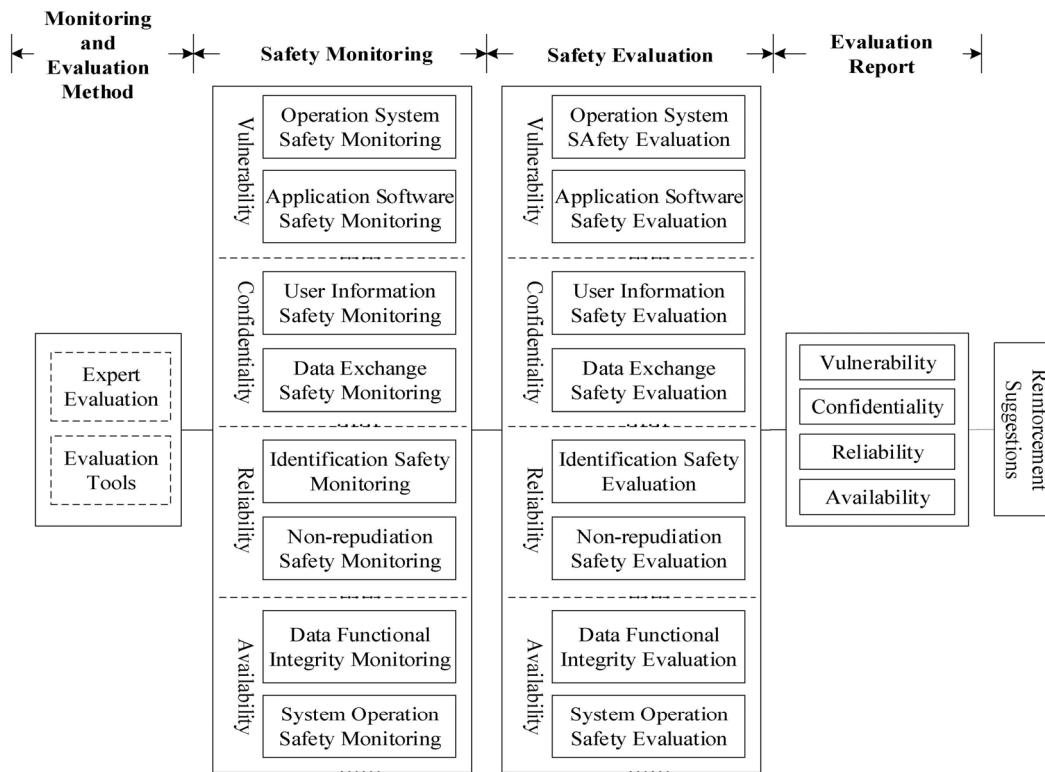 Monitoring
and
Evaluation
Method
Safety Monitoring
Safety Evaluation
Evaluation
Report
Expert
Evaluation
Evaluation
Tools
Vulnerability
Operation System
Safety Monitoring
Application Software
Safety Monitoring
......
Confidentiality
User Information
Safety Monitoring
Data Exchange
Safety Monitoring
......
Reliability
Identification Safety
Monitoring
Non-repudiation
Safety Monitoring
......
Availability
Data Functional
Integrity Monitoring
System Operation
Safety Monitoring
......
Vulnerability
Operation System
SAfety Evaluation
Application Software
Safety Evaluation
......
Confidentiality
User Information
Safety Evaluation
Data Exchange
Safety Evaluation
......
Reliability
Identification Safety
Evaluation
Non-repudiation
Safety Evaluation
......
Availability
Data Functional
Integrity Evaluation
System Operation
Safety Evaluation
......
Vulnerability
Confidentiality
Reliability
Availability
Reinforcement
Suggestions